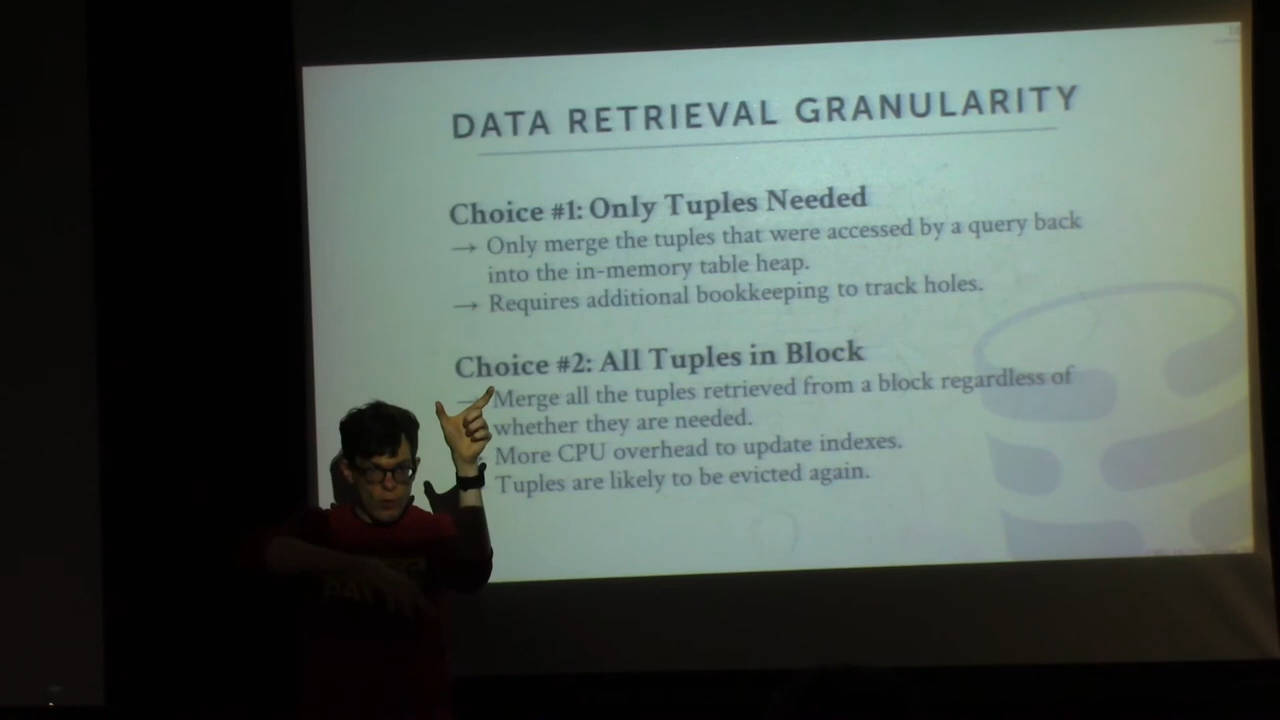 DATA RETRIEVAL GRANULARITY
Choice #1: Only Tuples Needed
→ Only merge the tuples that were accessed by a query back
into the in-memory table heap.
→ Requires additional bookkeeping to track holes.
Choice #2: All Tuples in Block
→ Merge all the tuples retrieved from a block regardless of
whether they are needed.
More CPU overhead to update indexes.
Tuples are likely to be evicted again.